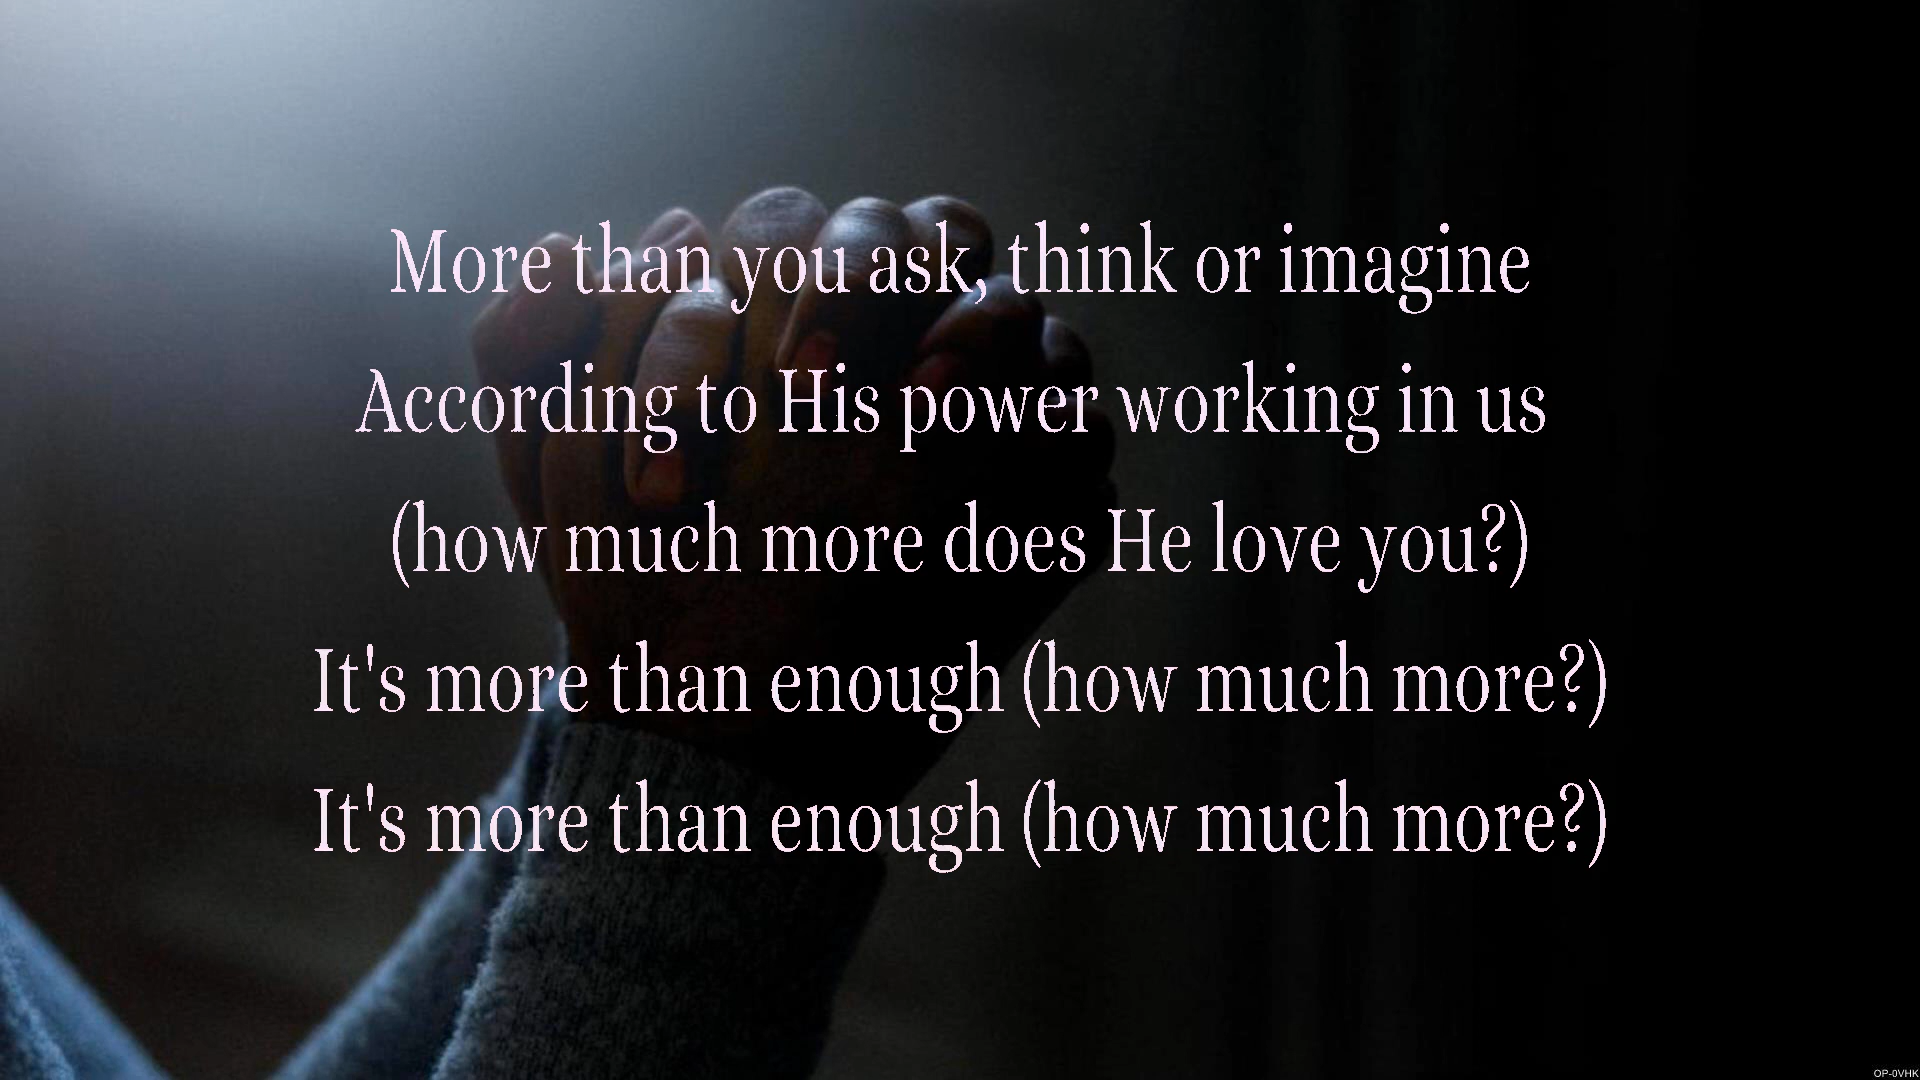 More than you ask, think or imagine
According to His power working in us
(how much more does He love you?)
It's more than enough (how much more?)
It's more than enough (how much more?)
OP-0VHK